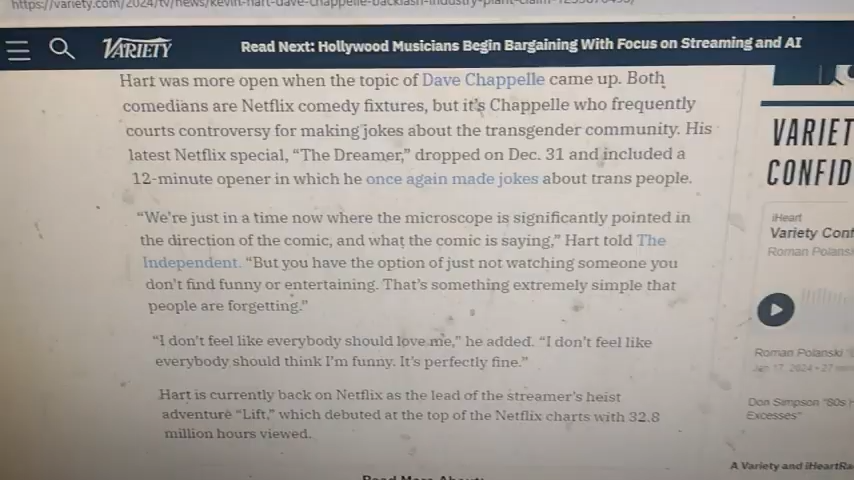 VARIETY
Read Next: Hollywood Musicians Begin Bargaining With Focus on Streaming and AI
Hart was more open when the topic of Dave Chappelle came up. Both
comedians are Netflix comedy fixtures, but it's Chappelle who frequently
courts controversy for making jokes about the transgender community. His
latest Netflix special, “The Dreamer,” dropped on Dec. 31 and included a
12-minute opener in which he once again made jokes about trans people.
“We're just in a time now where the microscope is significantly pointed in
the direction of the comic, and what the comic is saying,” Hart told The
Independent. “But you have the option of just not watching someone you
don't find funny or entertaining. That's something extremely simple that
people are forgetting.”
“I don't feel like everybody should love me,” he added. “I don't feel like
everybody should think I'm funny. It's perfectly fine.”
Hart is currently back on Netflix as the lead of the streamer's heist
adventure “Lift,” which debuted at the top of the Netflix charts with 32.8
million hours viewed.
VARIET
CONFID
iHeart
Variety Conf
Roman Polansk
Roman Polanski
Jan 17, 2024 • 27
Don Simpson “80s
Excesses”
A Variety and iHeartRa